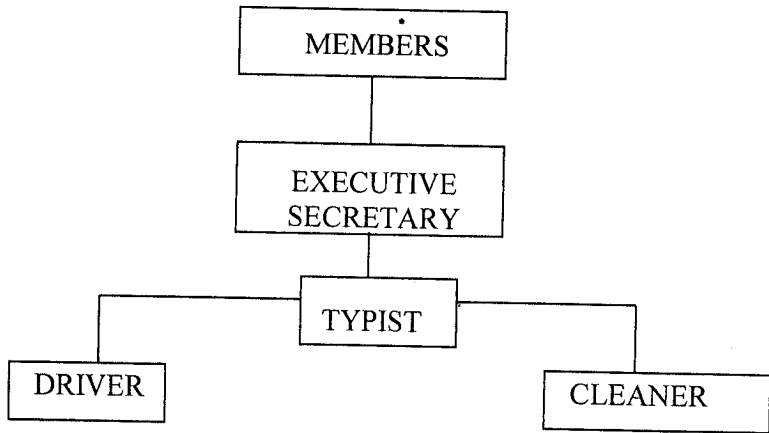 MEMBERS
EXECUTIVE
SECRETARY
TYPIST
DRIVER
CLEANER